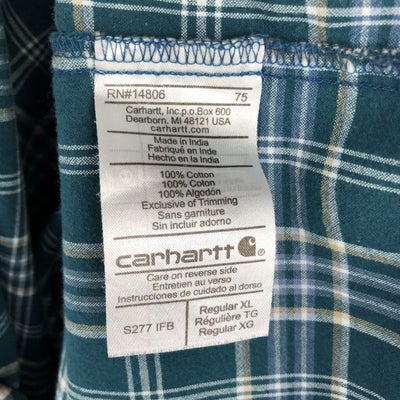 RN#14806 75
Carhartt, Inc.p.o.Box 600
Dearborn, MI 48121 USA
carhartt.com
Made in India
Fabriqué en Inde
Hecho en la India
100% Cotton
100% Coton
100% Algodón
Exclusive of Trimming
Sans garniture
Sin incluir adorno
carhartt
Care on reverse side
Entretien au verso
Instrucciones de cuidado al dorso
S277 IFB
Regular XL
Régulière TG
Regular XG